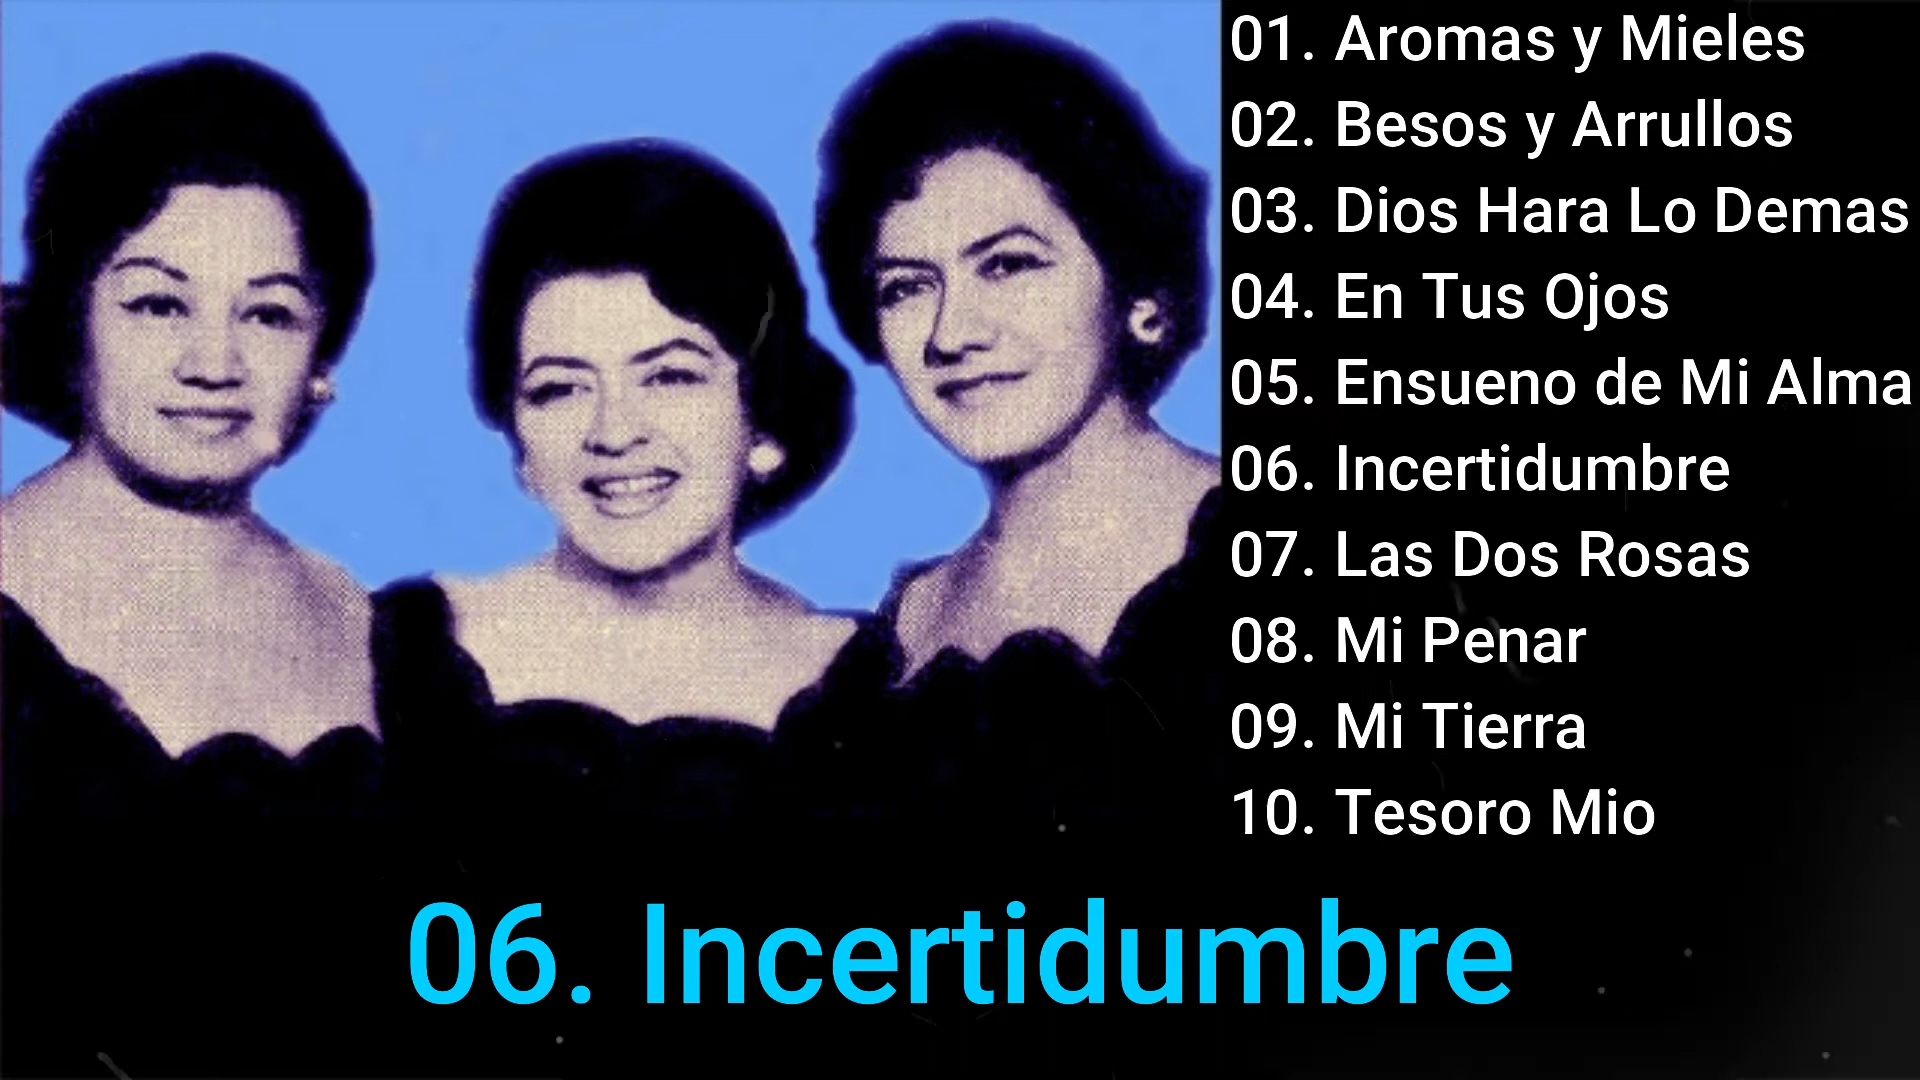 01. Aromas y Mieles
02. Besos y Arrullos
03. Dios Hara Lo Demas
04. En Tus Ojos
05. Ensueno de Mi Alma
06. Incertidumbre
07. Las Dos Rosas
08. Mi Penar
09. Mi Tierra
10. Tesoro Mio
06. Incertidumbre